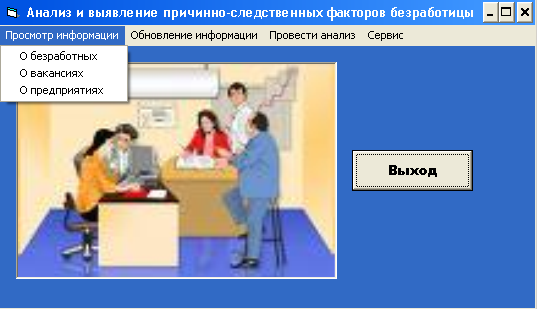 Анализ и выявление причинно-следственных факторов безработицы
Просмотр информации Обновление информации Провести анализ Сервис
О безработных
О вакансиях
О предприятиях
Выход